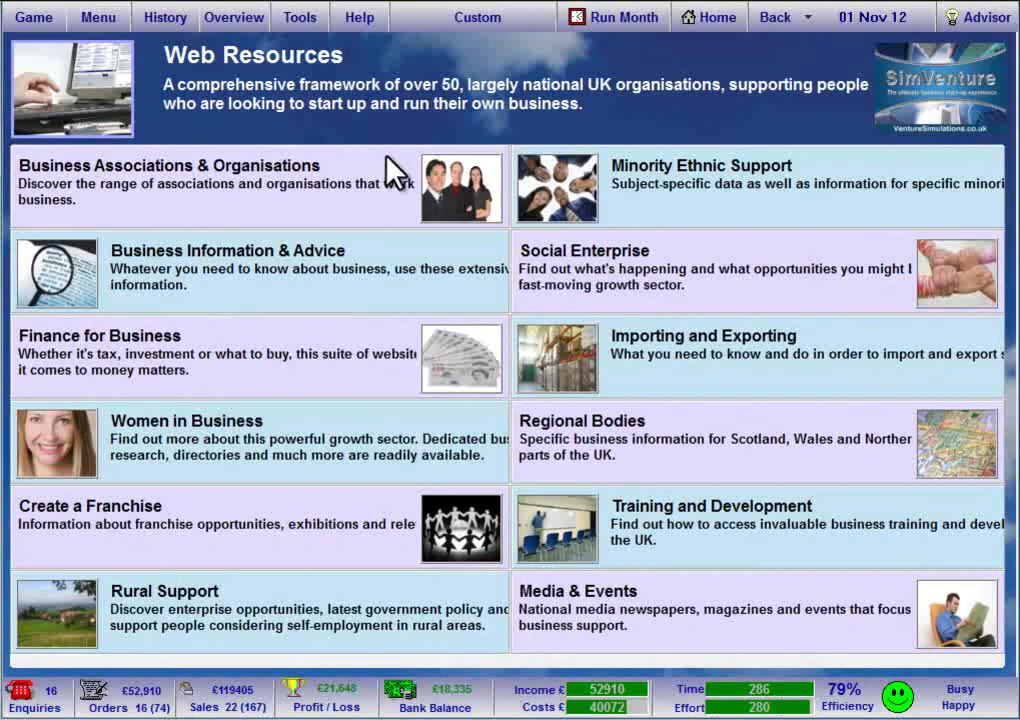 Game Menu History Overview Tools Help Custom Run Month Home Back 01 Nov 12 Advisor
Web Resources
A comprehensive framework of over 50, largely national UK organisations, supporting people
who are looking to start up and run their own business.
SimVenture
The ultimate business start-up experience
VentureSimulations.co.uk
Business Associations & Organisations
Discover the range of associations and organisations that work
business.
Minority Ethnic Support
Subject-specific data as well as information for specific minori
Business Information & Advice
Whatever you need to know about business, use these extensiv
information.
Social Enterprise
Find out what's happening and what opportunities you might
fast-moving growth sector.
Finance for Business
Whether it's tax, investment or what to buy, this suite of website
it comes to money matters.
Importing and Exporting
What you need to know and do in order to import and export
Women in Business
Find out more about this powerful growth sector. Dedicated bu
research, directories and much more are readily available.
Regional Bodies
Specific business information for Scotland, Wales and Norther
parts of the UK.
Create a Franchise
Information about franchise opportunities, exhibitions and rele
Training and Development
Find out how to access invaluable business training and devel
the UK.
Rural Support
Discover enterprise opportunities, latest government policy and
support people considering self-employment in rural areas.
Media & Events
National media newspapers, magazines and events that focus
business support.
16 £52,910 £119405 £21,648 £18,335 Income £ 52910 Time 286 79% Busy
Enquiries Orders 16 (74) Sales 22 (167) Profit / Loss Bank Balance Costs £ 40072 Effort 280 Efficiency Happy